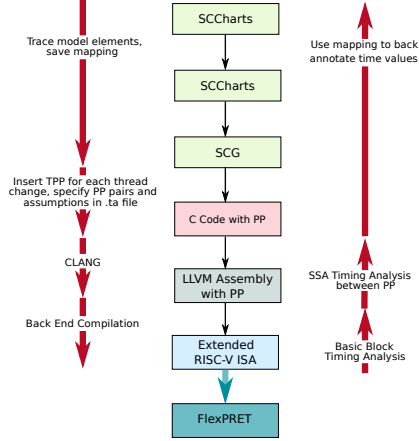 SCCharts
Trace model elements,
save mapping
Use mapping to back
annotate time values
SCCharts
SCG
Insert TPP for each thread
change, specify PP pairs and
assumptions in .ta file
C Code with PP
CLANG
LLVM Assembly
with PP
SSA Timing Analysis
between PP
Back End Compilation
Extended
RISC-V ISA
Basic Block
Timing Analysis
FlexPRET